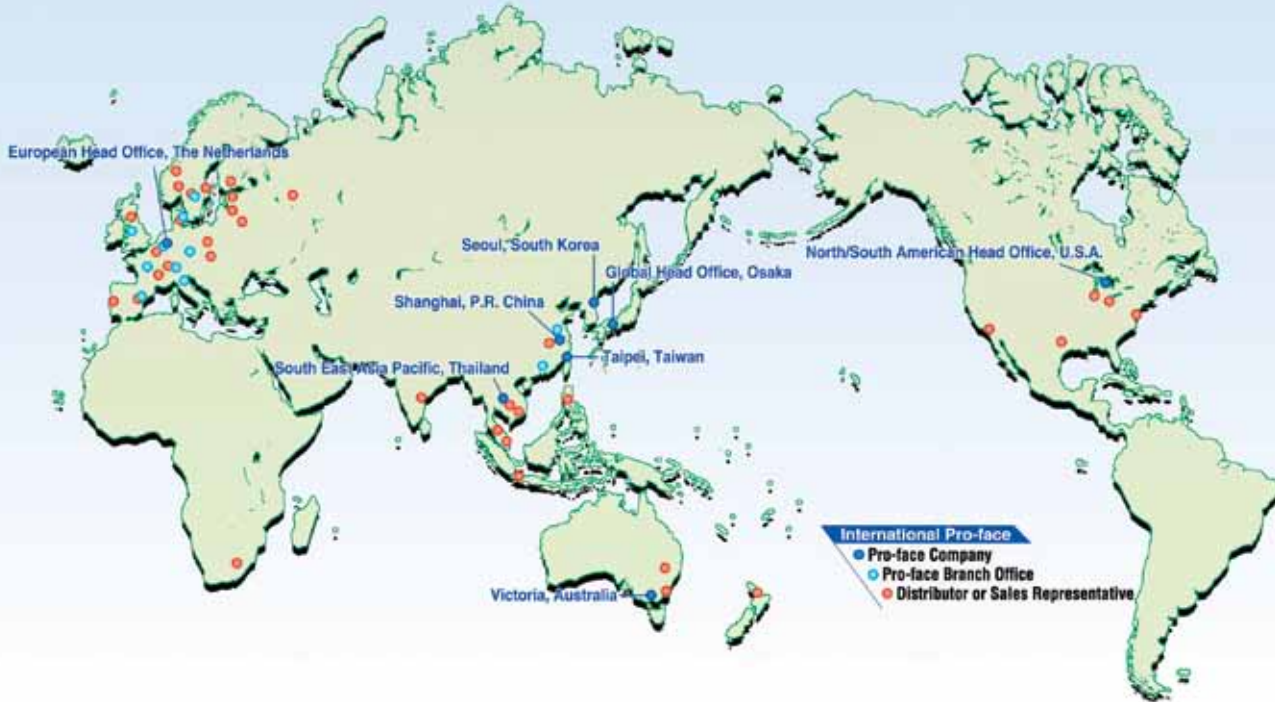 European Head Office, The Netherlands
Seoul, South Korea
Global Head Office, Osaka
North/South American Head Office, U.S.A.
Shanghai, P.R. China
Taipei, Taiwan
South East Asia Pacific, Thailand
Victoria, Australia
International Pro-face
Pro-face Company
Pro-face Branch Office
Distributor or Sales Representative